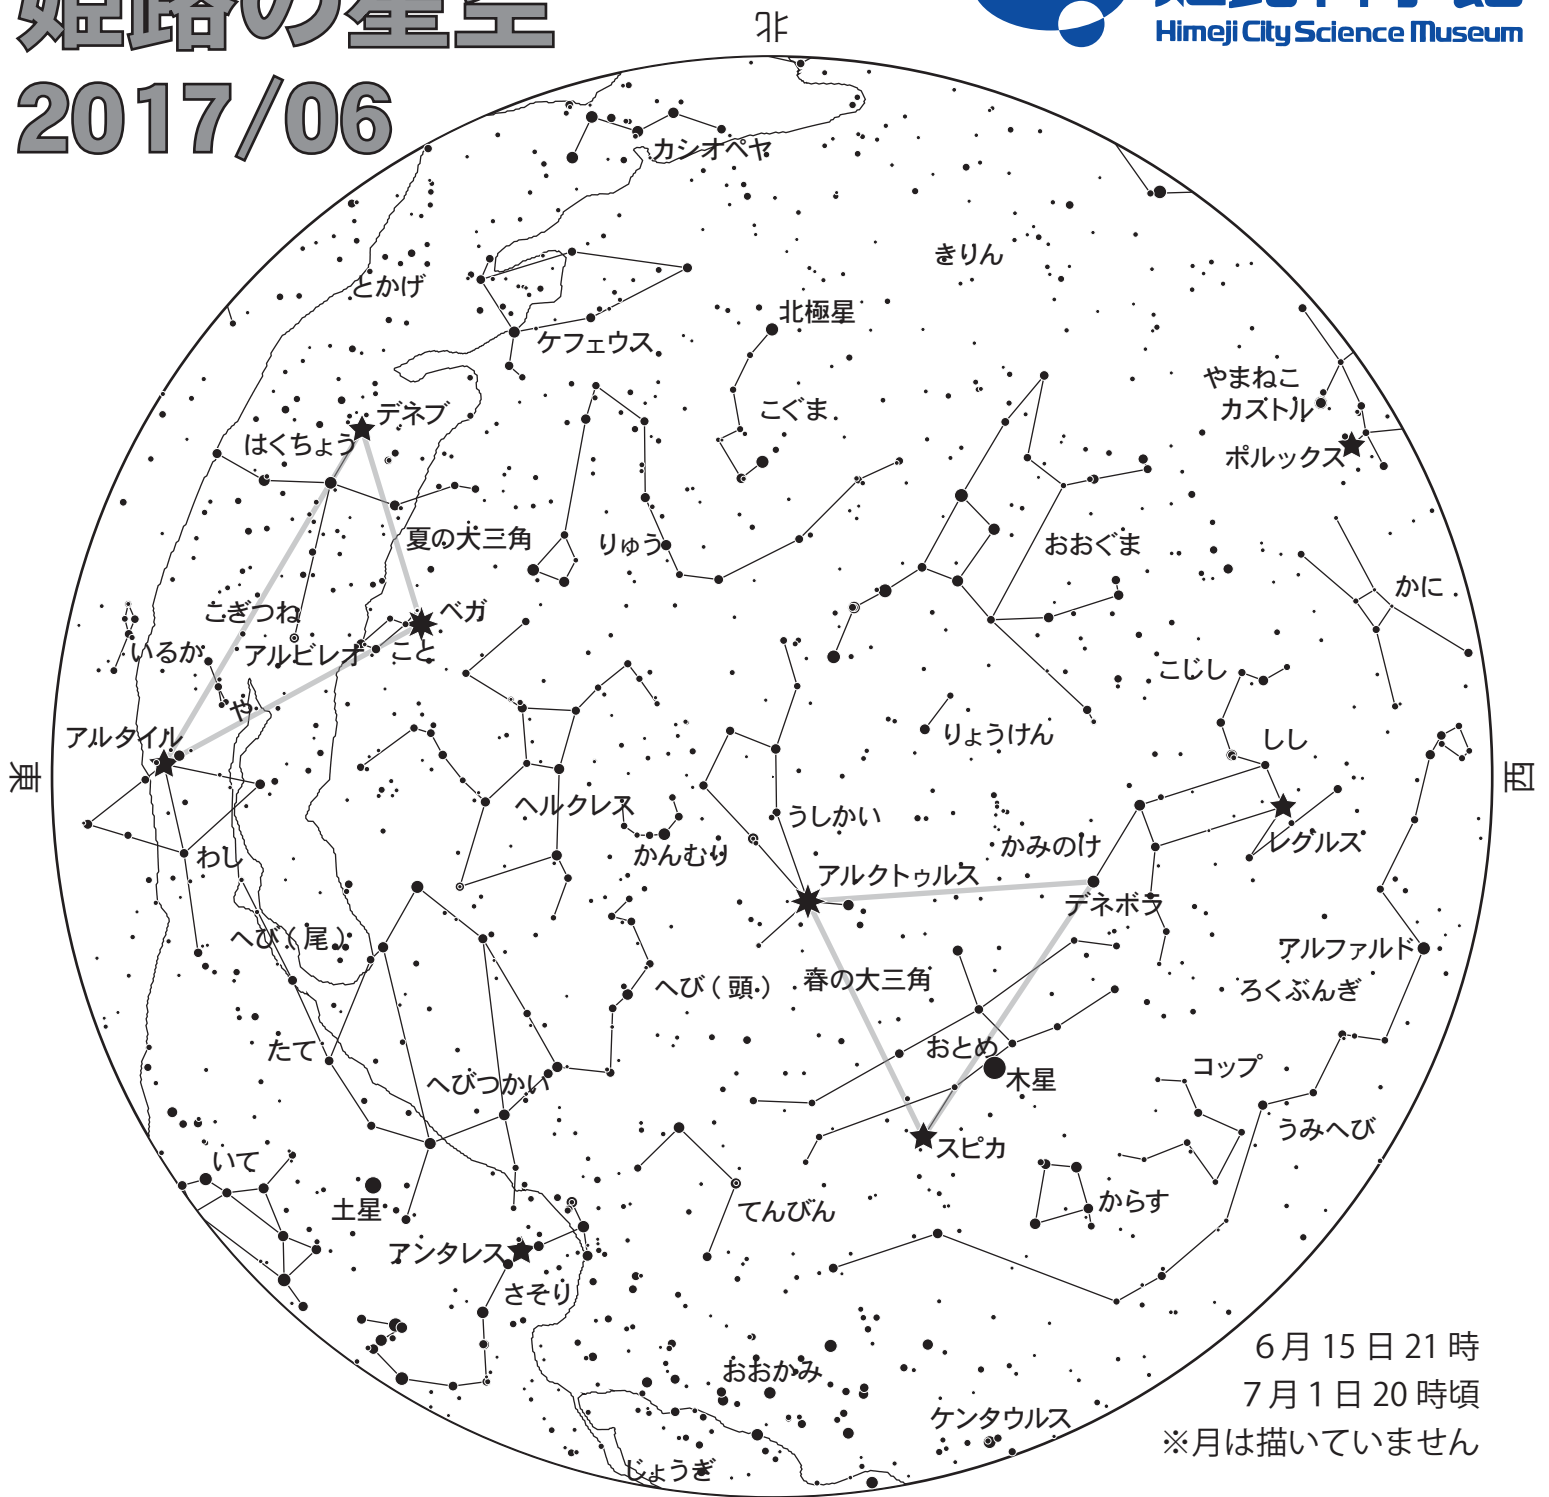 姫路の星空
2017/06
姫路科学館
Himeji City Science Museum
北
カシオペヤ
きりん
とかげ
北極星
ケフェウス
やまねこ
カストル
こぐま
デネブ
はくちょう
ポルックス
夏の大三角
りゅう
おおぐま
かに
こぎつね
ベガ
いるか
アルビレオ
こと
こじし
や
アルタイル
りょうけん
しし
東
西
ヘルクレス
うしかい
かんむり
かみのけ
レグルス
わし
アルクトゥルス
デネボラ
へび(尾)
アルファルド
へび(頭)
春の大三角
ろくぶんぎ
たて
おとめ
木星
コップ
へびつかい
うみへび
スピカ
いて
土星
てんびん
からす
アンタレス
さそり
おおかみ
ケンタウルス
じょうぎ
6月15日21時
7月1日20時頃
※月は描いていません